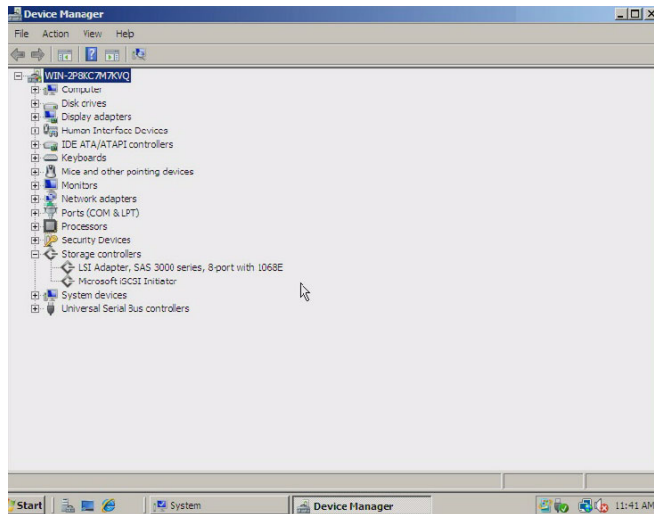 Device Manager
File Action View Help
WIN-2P8KC7M7KVQ
Computer
Disk drives
Display adapters
Human Interface Devices
IDE ATA/ATAPI controllers
Keyboards
Mice and other pointing devices
Monitors
Network adapters
Ports (COM & LPT)
Processors
Security Devices
Storage controllers
LSI Adapter, SAS 3000 series, 8-port with 1068E
Microsoft iSCSI Initiator
System devices
Universal Serial Bus controllers
Start System Device Manager 11:41 AM